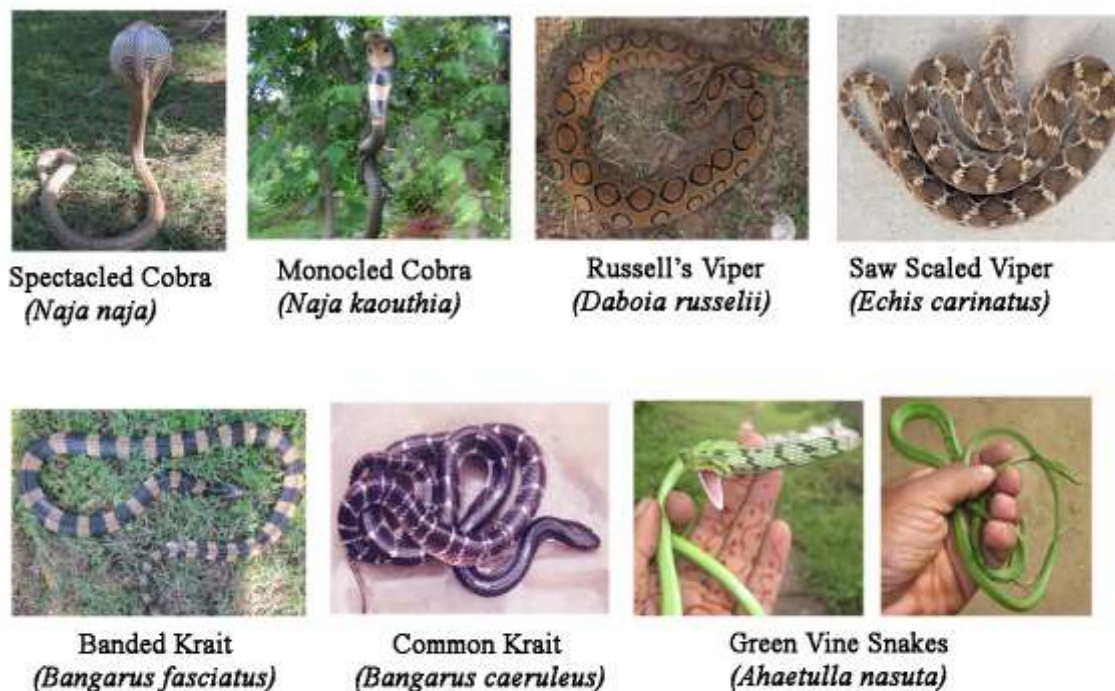 Spectacled Cobra
(Naja naja)
Monocled Cobra
(Naja kaouthia)
Russell's Viper
(Daboia russelii)
Saw Scaled Viper
(Echis carinatus)
Banded Krait
(Bangarus fasciatus)
Common Krait
(Bangarus caeruleus)
Green Vine Snakes
(Ahaetulla nasuta)